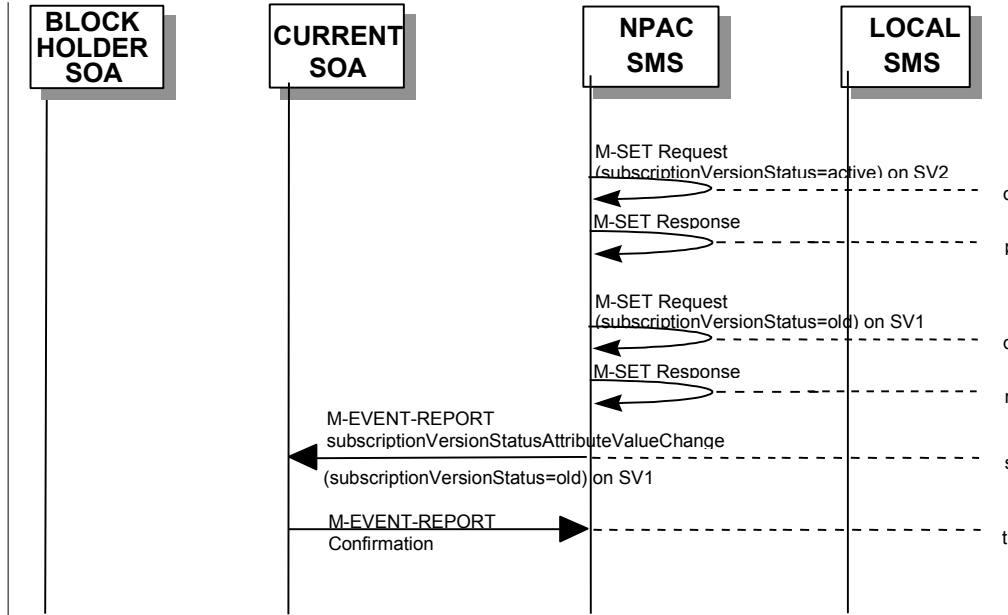 BLOCK
HOLDER
SOA
CURRENT
SOA
NPAC
SMS
LOCAL
SMS
M-SET Request
(subscriptionVersionStatus=active) on SV2
M-SET Response
p
M-SET Request
(subscriptionVersionStatus=old) on SV1
M-SET Response
r
M-EVENT-REPORT
subscriptionVersionStatusAttributeValueChange
s
(subscriptionVersionStatus=old) on SV1
M-EVENT-REPORT
Confirmation
t